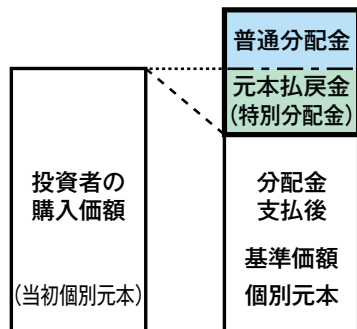 普通分配金
元本払戻金
(特別分配金)
投資者の
購入価額
(当初個別元本)
分配金
支払後
基準価額
個別元本